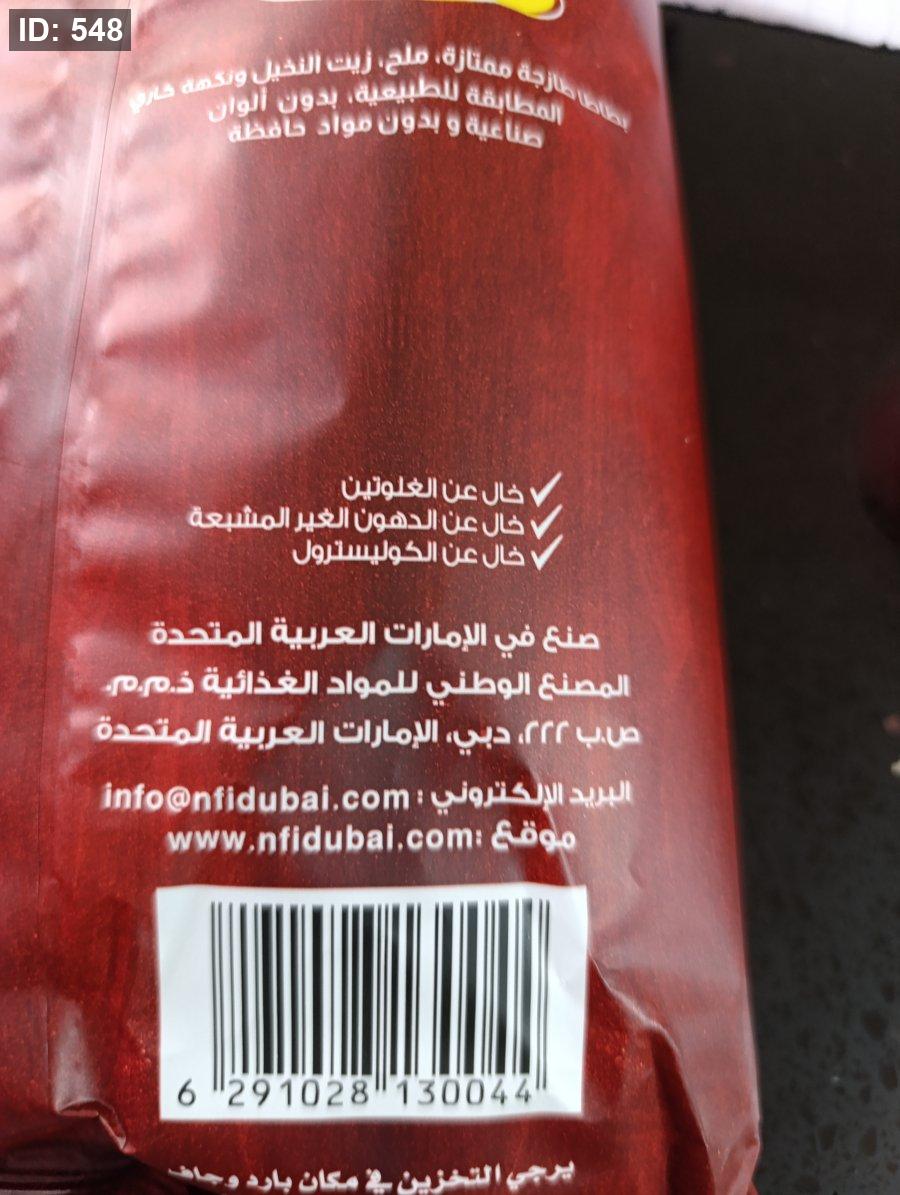 ID: 548
بطاطا طازجة ممتازة، ملح، زيت النخيل ونكهة خاري
المطابقة للطبيعية، بدون ألوان
صناعية و بدون مواد حافظة
✓ خال عن الغلوتين
✓ خال عن الدهون الغير المشبعة
✓ خال عن الكوليسترول
صنع في الإمارات العربية المتحدة
المصنع الوطني للمواد الغذائية ذ.م.م.
ص.ب ٢٢٢، دبي، الإمارات العربية المتحدة
البريد الإلكتروني : info@nfidubai.com
موقع: www.nfidubai.com
6 291028 130044
يرجي التخزين في مكان بارد وجاف